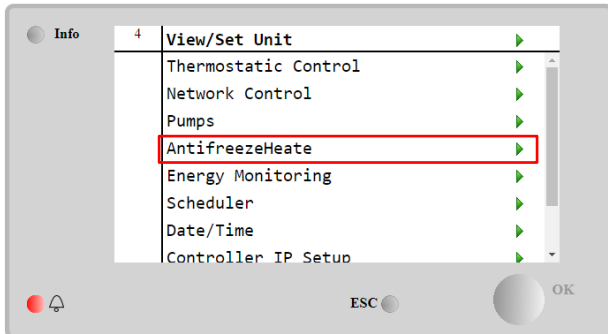 Info
4 View/Set Unit
Thermostatic Control
Network Control
Pumps
AntifreezeHeate
Energy Monitoring
Scheduler
Date/Time
Controller IP Setup
ESC
OK